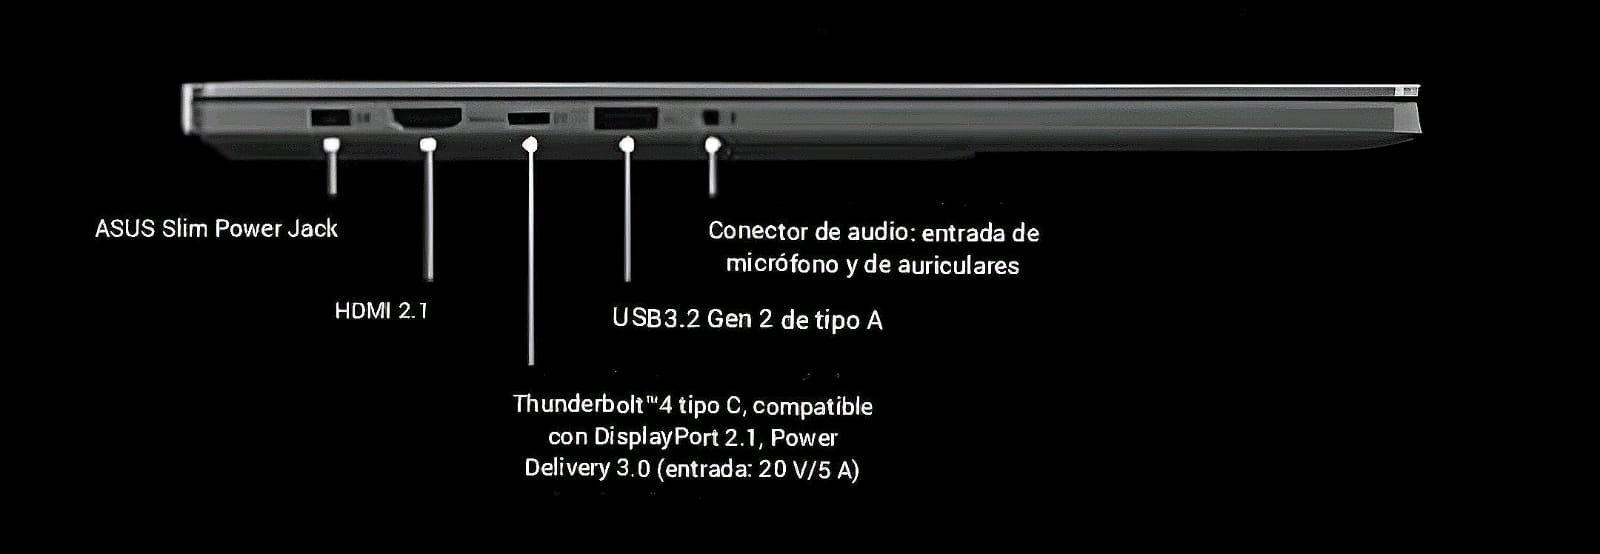 ASUS Slim Power Jack
Conector de audio: entrada de
micrófono y de auriculares
HDMI 2.1
USB3.2 Gen 2 de tipo A
Thunderbolt™4 tipo C, compatible
con DisplayPort 2.1, Power
Delivery 3.0 (entrada: 20 V/5 A)